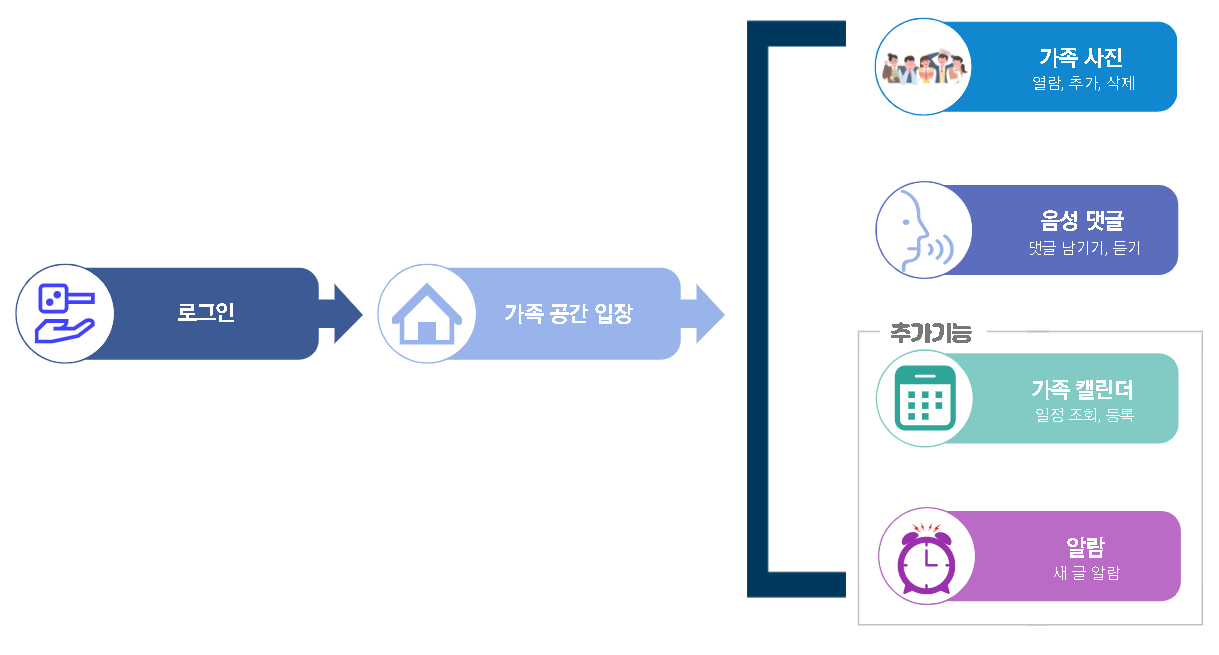 로그인
가족 공간 입장
가족 사진
열람, 추가, 삭제
음성 댓글
댓글 남기기, 듣기
추가기능
가족 캘린더
일정 조회, 등록
알람
새 글 알람